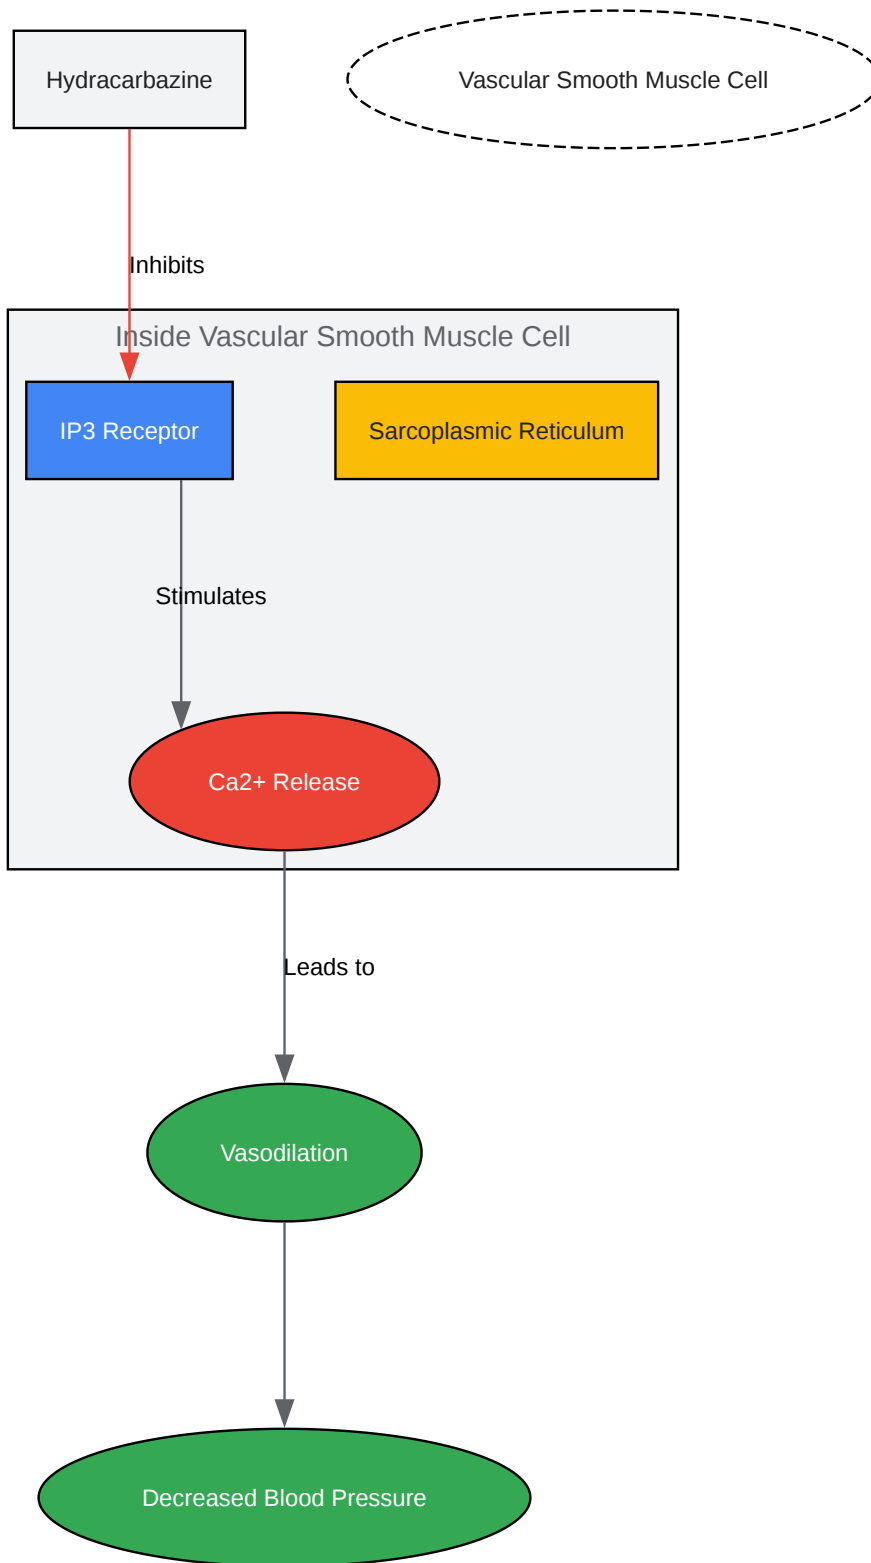 Hydracarbazine
Vascular Smooth Muscle Cell
Inhibits
Inside Vascular Smooth Muscle Cell
IP3 Receptor
Sarcoplasmic Reticulum
Stimulates
Ca2+ Release
Leads to
Vasodilation
Decreased Blood Pressure